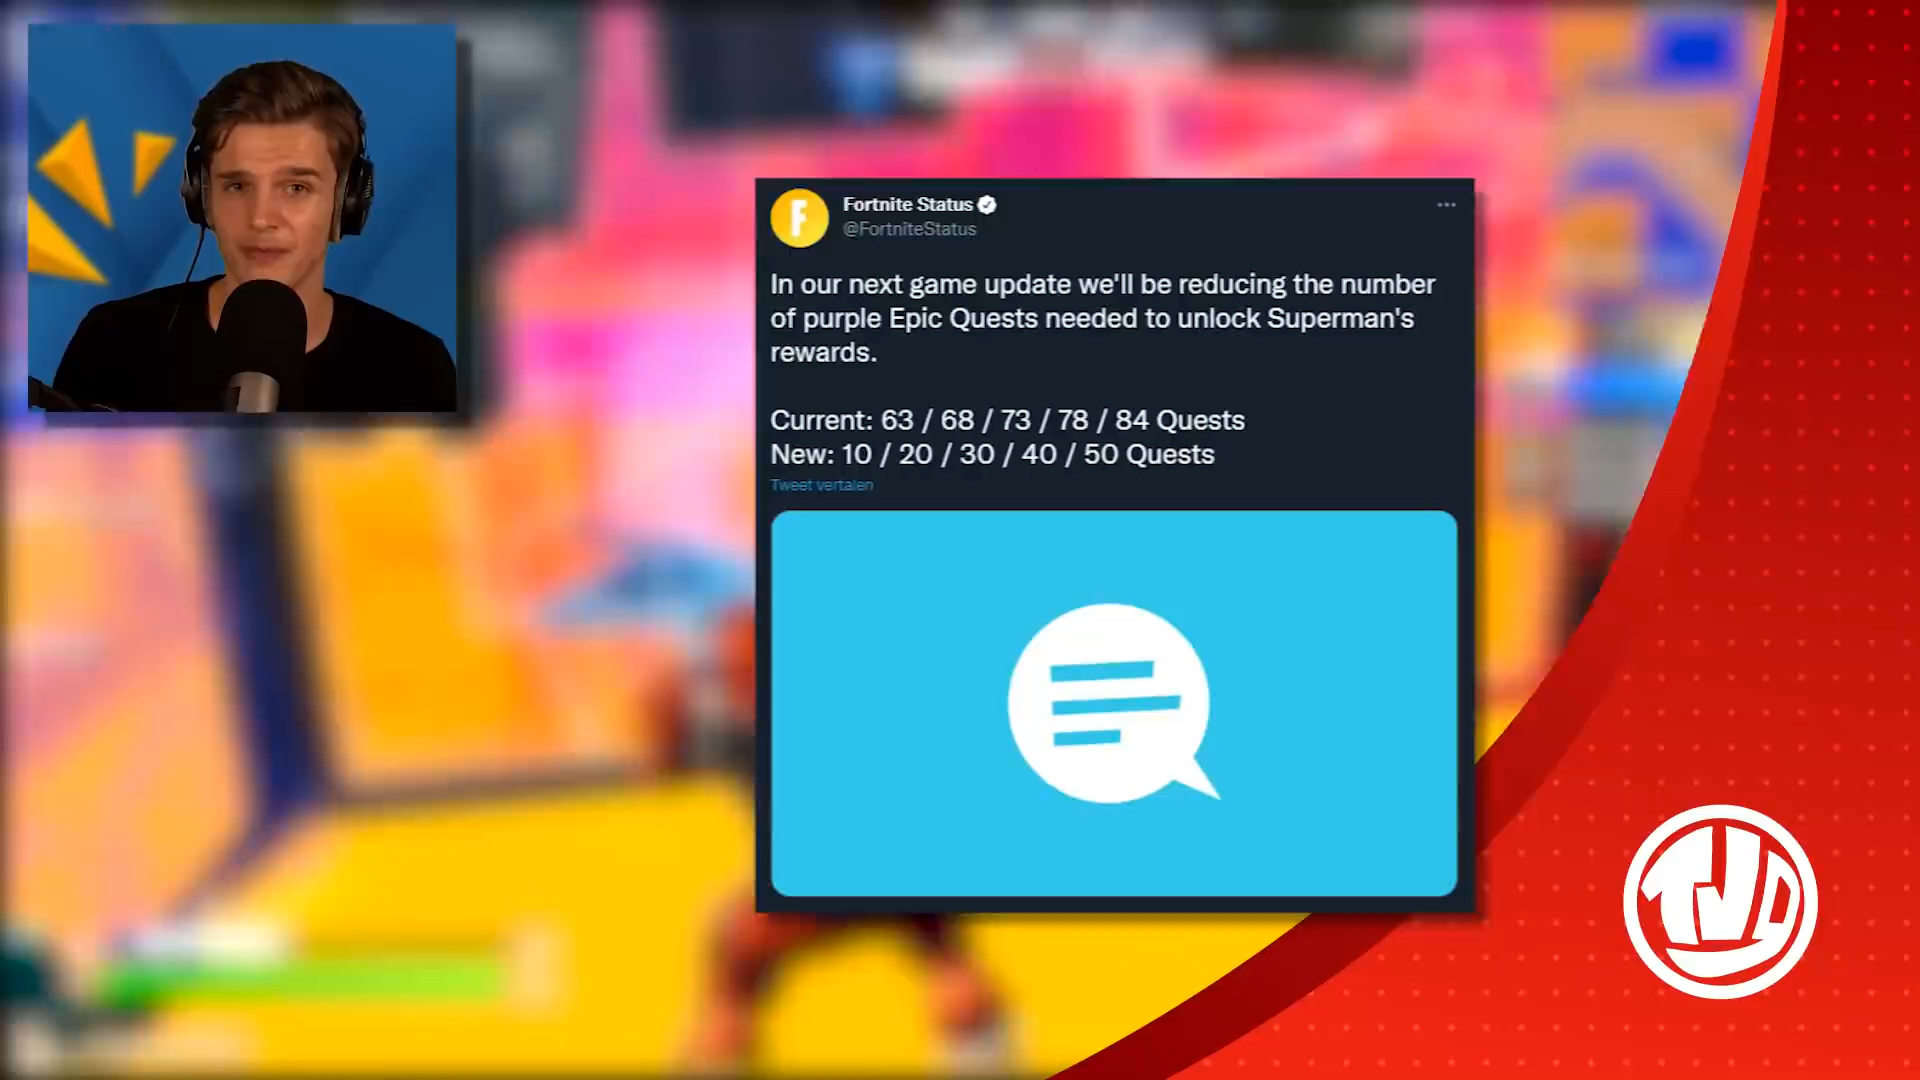 Fortnite Status
@FortniteStatus
In our next game update we'll be reducing the number
of purple Epic Quests needed to unlock Superman's
rewards.
Current: 63 / 68 / 73 / 78 / 84 Quests
New: 10 / 20 / 30 / 40 / 50 Quests
Tweet vertalen
TJD